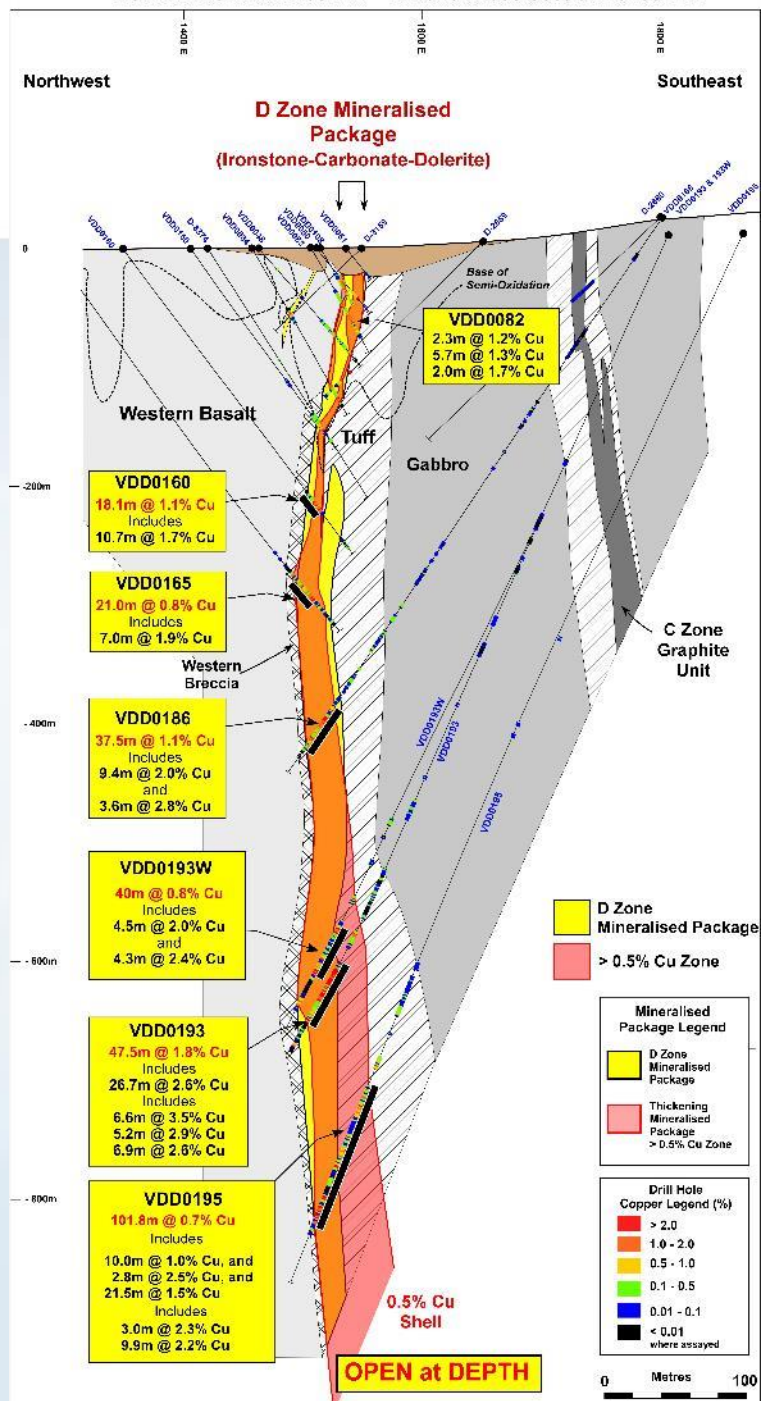 1400 E
1600 E
1800 E
Northwest
Southeast
D Zone Mineralised
Package
(Ironstone-Carbonate-Dolerite)
VDD0160
VDD0165
D-8374
VDD0082
VDD0081
D-2159
D-2668
VDD0186
VDD0193 & 193W
VDD0195
0
Base of
Semi-Oxidation
VDD0082
2.3m @ 1.2% Cu
5.7m @ 1.3% Cu
2.0m @ 1.7% Cu
Western Basalt
Tuff
Gabbro
-200m
VDD0160
18.1m @ 1.1% Cu
Includes
10.7m @ 1.7% Cu
VDD0165
21.0m @ 0.8% Cu
Includes
7.0m @ 1.9% Cu
C Zone
Graphite
Unit
Western
Breccia
-400m
VDD0186
37.5m @ 1.1% Cu
Includes
9.4m @ 2.0% Cu
and
3.6m @ 2.8% Cu
VDD0193W
VDD0193
VDD0195
VDD0193W
40m @ 0.8% Cu
Includes
4.5m @ 2.0% Cu
and
4.3m @ 2.4% Cu
D Zone
Mineralised Package
> 0.5% Cu Zone
-600m
VDD0193
47.5m @ 1.8% Cu
Includes
26.7m @ 2.6% Cu
Includes
6.6m @ 3.5% Cu
5.2m @ 2.9% Cu
6.9m @ 2.6% Cu
Mineralised
Package Legend
D Zone
Mineralised
Package
Thickening
Mineralised
Package
> 0.5% Cu Zone
-800m
VDD0195
101.8m @ 0.7% Cu
Includes
10.0m @ 1.0% Cu, and
2.8m @ 2.5% Cu, and
21.5m @ 1.5% Cu
Includes
3.0m @ 2.3% Cu
9.9m @ 2.2% Cu
Drill Hole
Copper Legend (%)
> 2.0
1.0 - 2.0
0.5 - 1.0
0.1 - 0.5
0.01 - 0.1
< 0.01
where assayed
0.5% Cu
Shell
OPEN at DEPTH
0 Metres 100